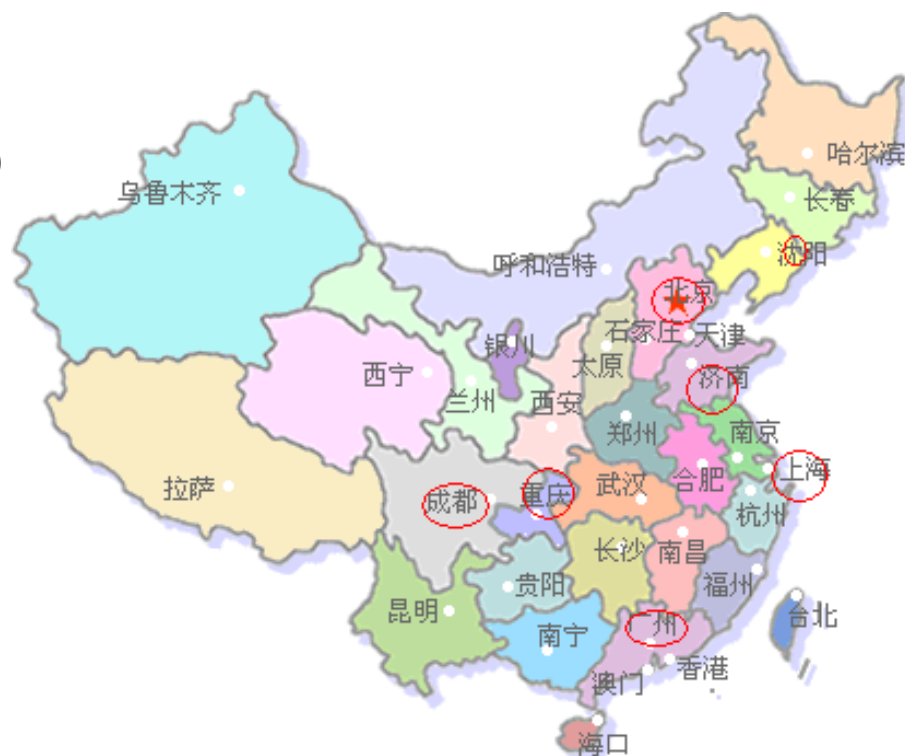 哈尔滨
乌鲁木齐
长春
沈阳
呼和浩特
北京
石家庄
天津
银川
太原
西宁
济南
兰州
西安
郑州
南京
上海
合肥
拉萨
武汉
重庆
成都
杭州
长沙
南昌
贵阳
福州
昆明
台北
广州
南宁
香港
澳门
海口